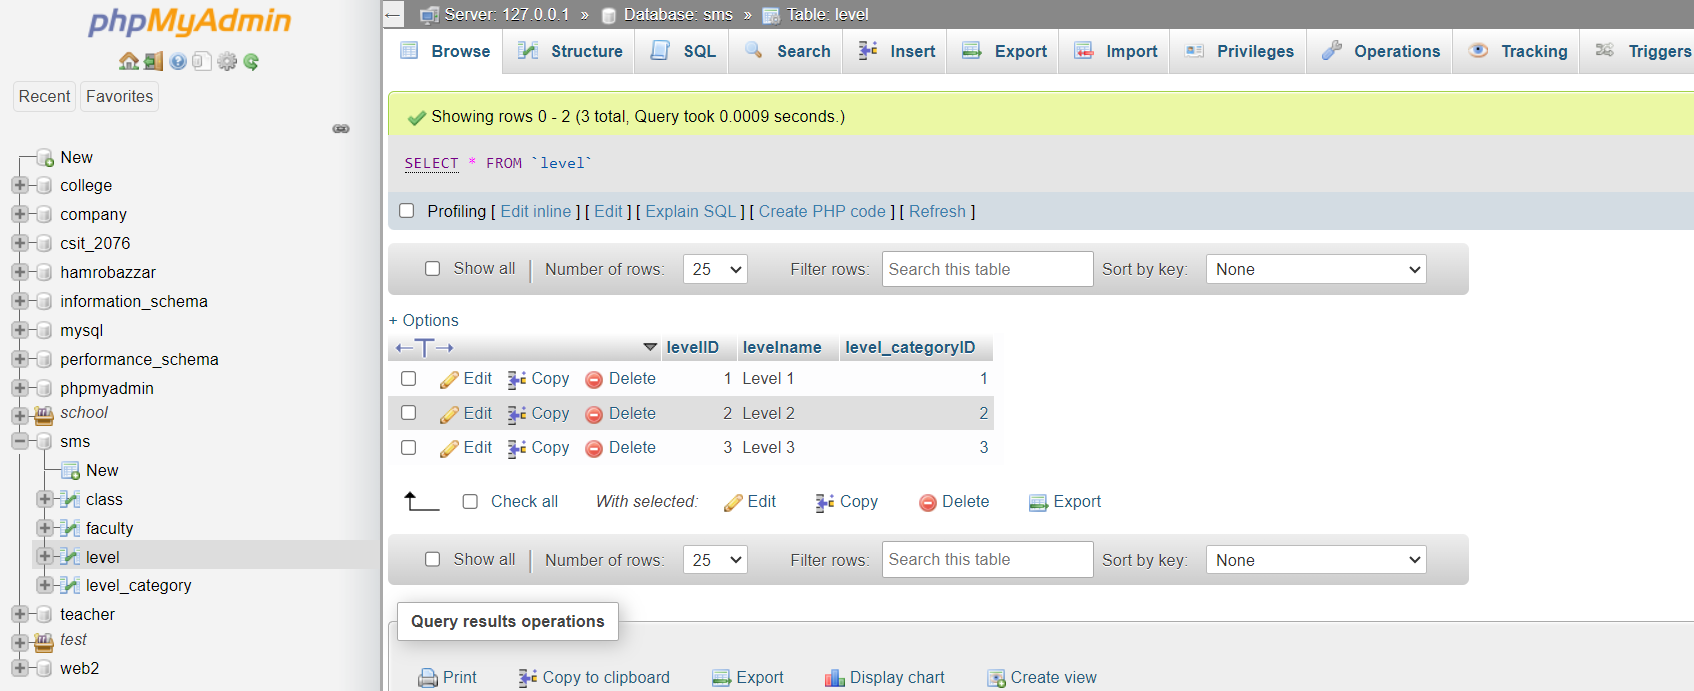 phpMyAdmin
Recent Favorites
New
college
company
csit_2076
hamrobazzar
information_schema
mysql
performance_schema
phpmyadmin
school
sms
New
class
faculty
level
level_category
teacher
test
web2
← Server: 127.0.0.1 » Database: sms » Table: level
Browse Structure SQL Search Insert Export Import Privileges Operations Tracking Triggers
Showing rows 0 - 2 (3 total, Query took 0.0009 seconds.)
SELECT * FROM `level`
Profiling [ Edit inline ] [ Edit ] [ Explain SQL ] [ Create PHP code ] [ Refresh ]
Show all | Number of rows: 25 Filter rows: Search this table Sort by key: None
+ Options
←T→ levelID levelname level_categoryID
Edit Copy Delete 1 Level 1 1
Edit Copy Delete 2 Level 2 2
Edit Copy Delete 3 Level 3 3
Check all With selected: Edit Copy Delete Export
Show all | Number of rows: 25 Filter rows: Search this table Sort by key: None
Query results operations
Print Copy to clipboard Export Display chart Create view